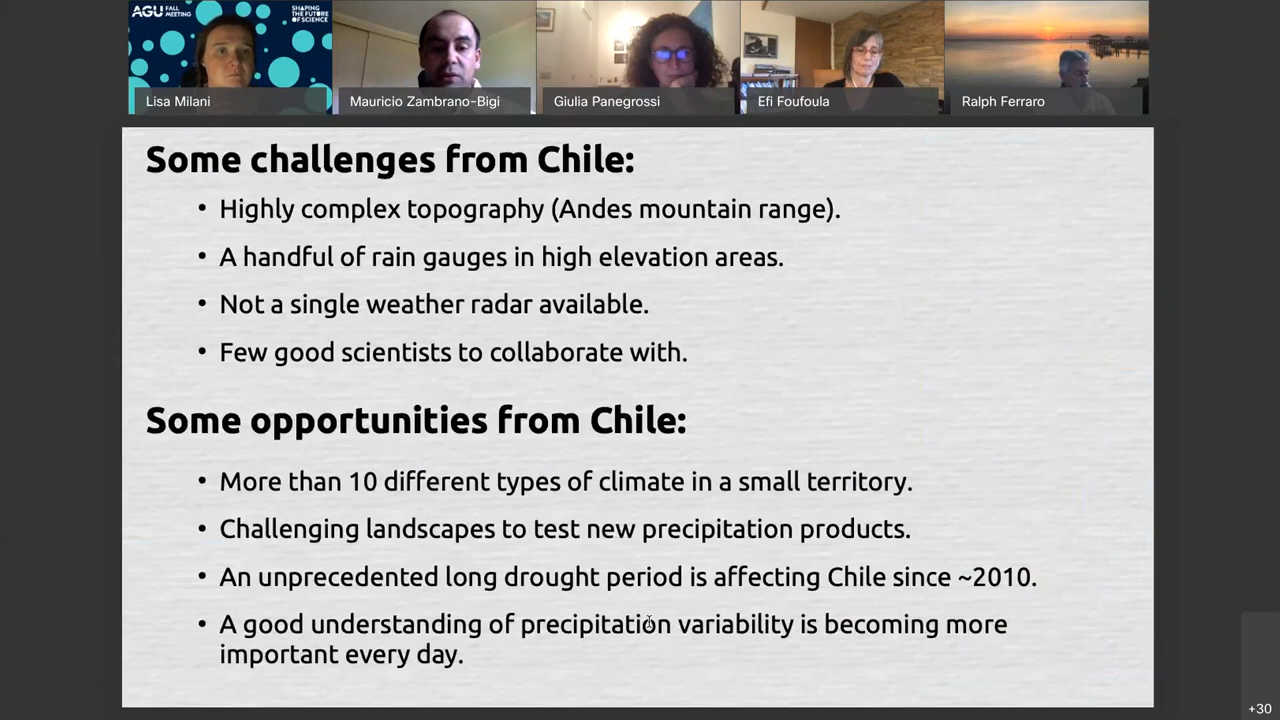 AGU FALL MEETING
SHAPING THE FUTURE OF SCIENCE
Lisa Milani
Mauricio Zambrano-Bigi
Giulia Panegrossi
Efi Foufoula
Ralph Ferraro
Some challenges from Chile:
• Highly complex topography (Andes mountain range).
• A handful of rain gauges in high elevation areas.
• Not a single weather radar available.
• Few good scientists to collaborate with.
Some opportunities from Chile:
• More than 10 different types of climate in a small territory.
• Challenging landscapes to test new precipitation products.
• An unprecedented long drought period is affecting Chile since ~2010.
• A good understanding of precipitation variability is becoming more
important every day.
+30